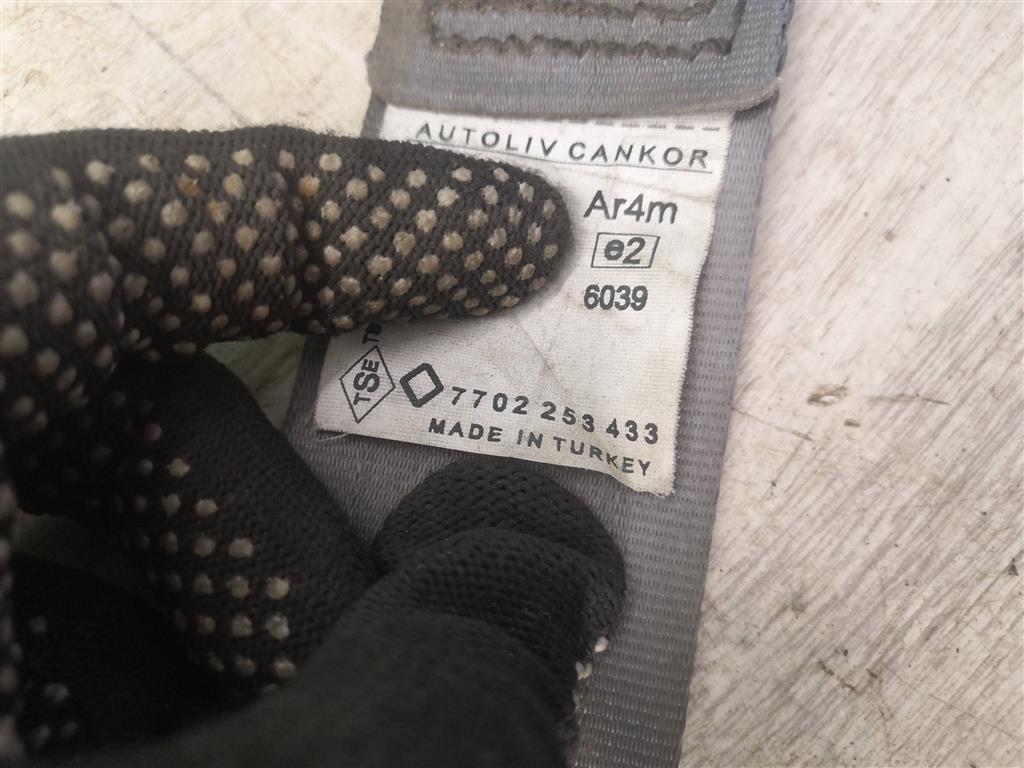 AUTOLIV CANKOR
Ar4m
e2
6039
TSE
7702 253 433
MADE IN TURKEY